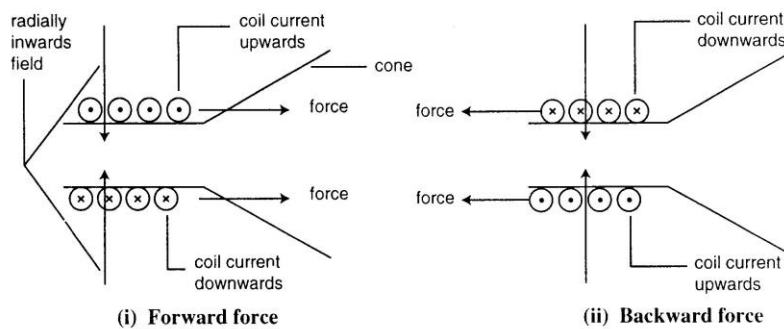 radially
inwards
field
coil current
upwards
cone
force
force
coil current
downwards
(i) Forward force
coil current
downwards
force
force
coil current
upwards
(ii) Backward force